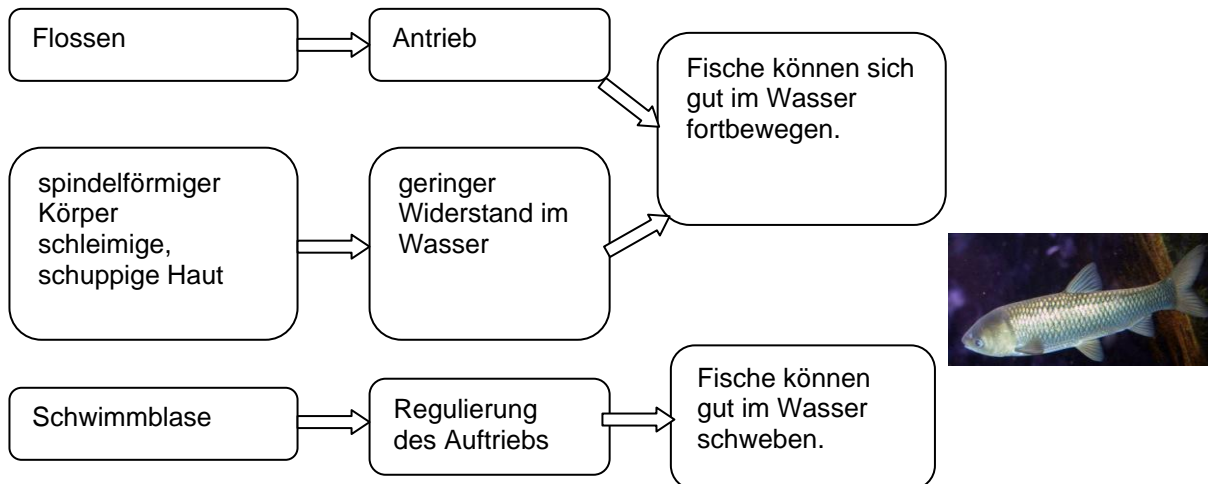 Flossen
Antrieb
Fische können sich
gut im Wasser
fortbewegen.
spindelförmiger
Körper
schleimige,
schuppige Haut
geringer
Widerstand im
Wasser
Schwimmblase
Regulierung
des Auftriebs
Fische können
gut im Wasser
schweben.